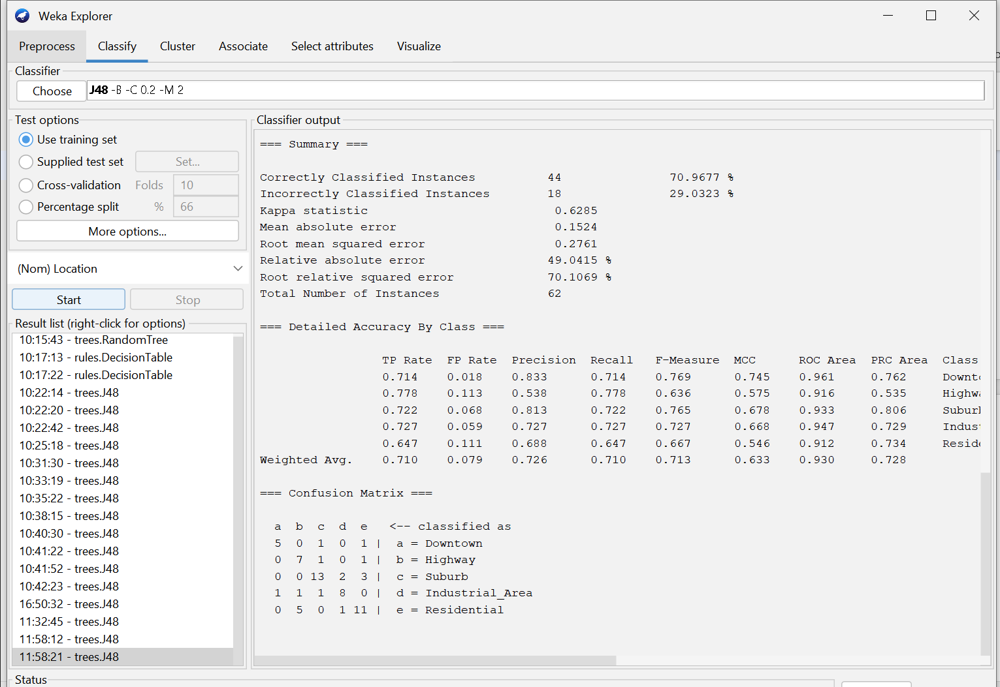 Weka Explorer
Preprocess Classify Cluster Associate Select attributes Visualize
Classifier
Choose J48 -B -C 0.2 -M 2
Test options
Use training set
Supplied test set Set...
Cross-validation Folds 10
Percentage split % 66
More options...
(Nom) Location
Start Stop
Result list (right-click for options)
10:15:43 - trees.RandomTree
10:17:13 - rules.DecisionTable
10:17:22 - rules.DecisionTable
10:22:14 - trees.J48
10:22:20 - trees.J48
10:22:42 - trees.J48
10:25:18 - trees.J48
10:31:30 - trees.J48
10:33:19 - trees.J48
10:35:22 - trees.J48
10:38:15 - trees.J48
10:40:30 - trees.J48
10:41:22 - trees.J48
10:41:52 - trees.J48
10:42:23 - trees.J48
16:50:32 - trees.J48
11:32:45 - trees.J48
11:58:12 - trees.J48
11:58:21 - trees.J48
Classifier output
=== Summary ===
Correctly Classified Instances 44 70.9677 %
Incorrectly Classified Instances 18 29.0323 %
Kappa statistic 0.6285
Mean absolute error 0.1524
Root mean squared error 0.2761
Relative absolute error 49.0415 %
Root relative squared error 70.1069 %
Total Number of Instances 62
=== Detailed Accuracy By Class ===
TP Rate FP Rate Precision Recall F-Measure MCC ROC Area PRC Area Class
0.714 0.018 0.833 0.714 0.769 0.745 0.961 0.762 Downto
0.778 0.113 0.538 0.778 0.636 0.575 0.916 0.535 Highwa
0.722 0.068 0.813 0.722 0.765 0.678 0.933 0.806 Suburb
0.727 0.059 0.727 0.727 0.727 0.668 0.947 0.729 Indust
0.647 0.111 0.688 0.647 0.667 0.546 0.912 0.734 Reside
Weighted Avg. 0.710 0.079 0.726 0.710 0.713 0.633 0.930 0.728
=== Confusion Matrix ===
a b c d e <-- classified as
5 0 1 0 1 | a = Downtown
0 7 1 0 1 | b = Highway
0 0 13 2 3 | c = Suburb
1 1 1 8 0 | d = Industrial_Area
0 5 0 1 11 | e = Residential
Status